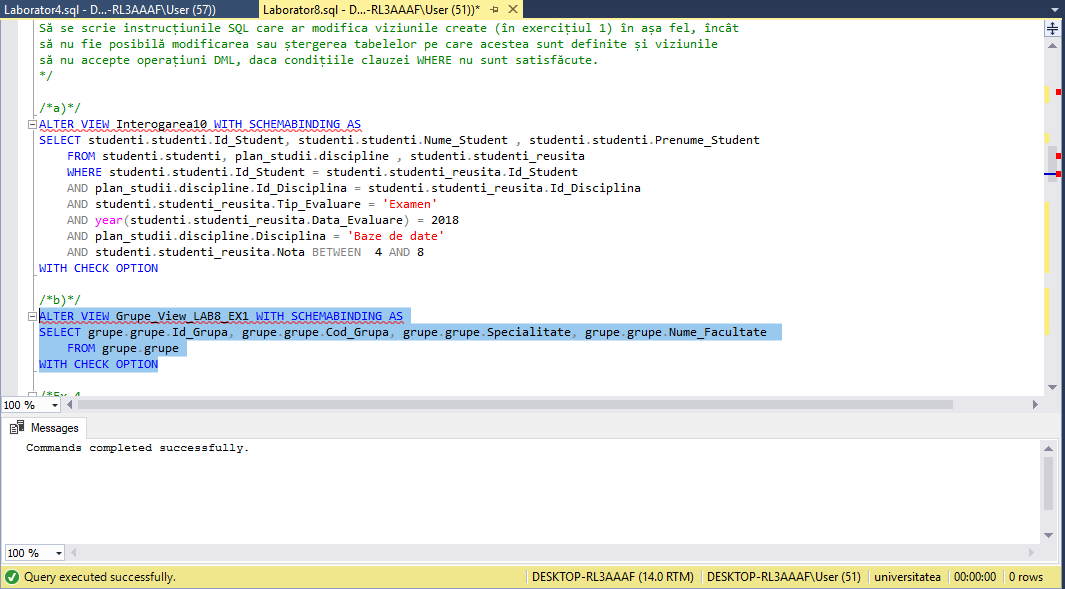 Laborator4.sql - D...-RL3AAAF\User (57))
Laborator8.sql - D...-RL3AAAF\User (51))*
Să se scrie instrucțiunile SQL care ar modifica viziunile create (în exercițiul 1) în așa fel, încât
să nu fie posibilă modificarea sau ștergerea tabelelor pe care acestea sunt definite și viziunile
să nu accepte operațiuni DML, daca condițiile clauzei WHERE nu sunt satisfăcute.
*/
/*a)*/
ALTER VIEW Interogarea10 WITH SCHEMABINDING AS
SELECT studenti.studenti.Id_Student, studenti.studenti.Nume_Student , studenti.studenti.Prenume_Student
FROM studenti.studenti, plan_studii.discipline , studenti.studenti_reusita
WHERE studenti.studenti.Id_Student = studenti.studenti_reusita.Id_Student
AND plan_studii.discipline.Id_Disciplina = studenti.studenti_reusita.Id_Disciplina
AND studenti.studenti_reusita.Tip_Evaluare = 'Examen'
AND year(studenti.studenti_reusita.Data_Evaluare) = 2018
AND plan_studii.discipline.Disciplina = 'Baze de date'
AND studenti.studenti_reusita.Nota BETWEEN 4 AND 8
WITH CHECK OPTION
/*b)*/
ALTER VIEW Grupe_View_LAB8_EX1 WITH SCHEMABINDING AS
SELECT grupe.grupe.Id_Grupa, grupe.grupe.Cod_Grupa, grupe.grupe.Specialitate, grupe.grupe.Nume_Facultate
FROM grupe.grupe
WITH CHECK OPTION
/*Ex 4
100 %
Messages
Commands completed successfully.
100 %
Query executed successfully.
DESKTOP-RL3AAAF (14.0 RTM)
DESKTOP-RL3AAAF\User (51)
universitatea
00:00:00
0 rows